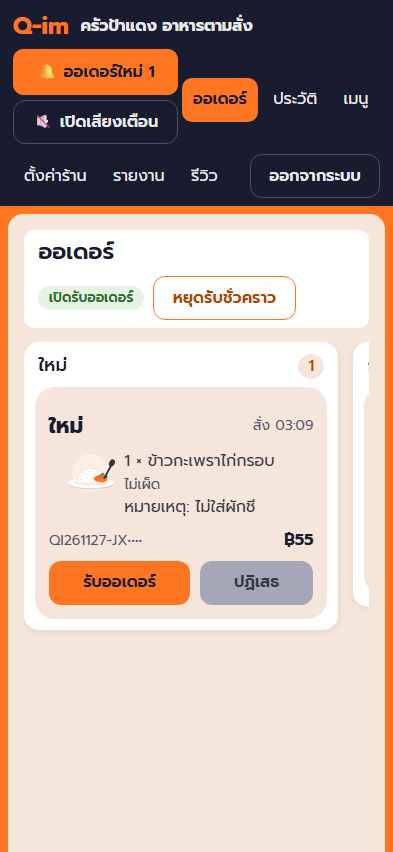 Q-im ครัวป้าแดง อาหารตามสั่ง
ออเดอร์ใหม่ 1
เปิดเสียงเตือน
ออเดอร์ ประวัติ เมนู
ตั้งค่าร้าน รายงาน รีวิว ออกจากระบบ
ออเดอร์
เปิดรับออเดอร์ หยุดรับชั่วคราว
ใหม่ 1
ใหม่ สั่ง 03:09
1 × ข้าวกะเพราไก่กรอบ
ไม่เผ็ด
หมายเหตุ: ไม่ใส่ผักชี
QI261127-JX···· ฿55
รับออเดอร์ ปฏิเสธ